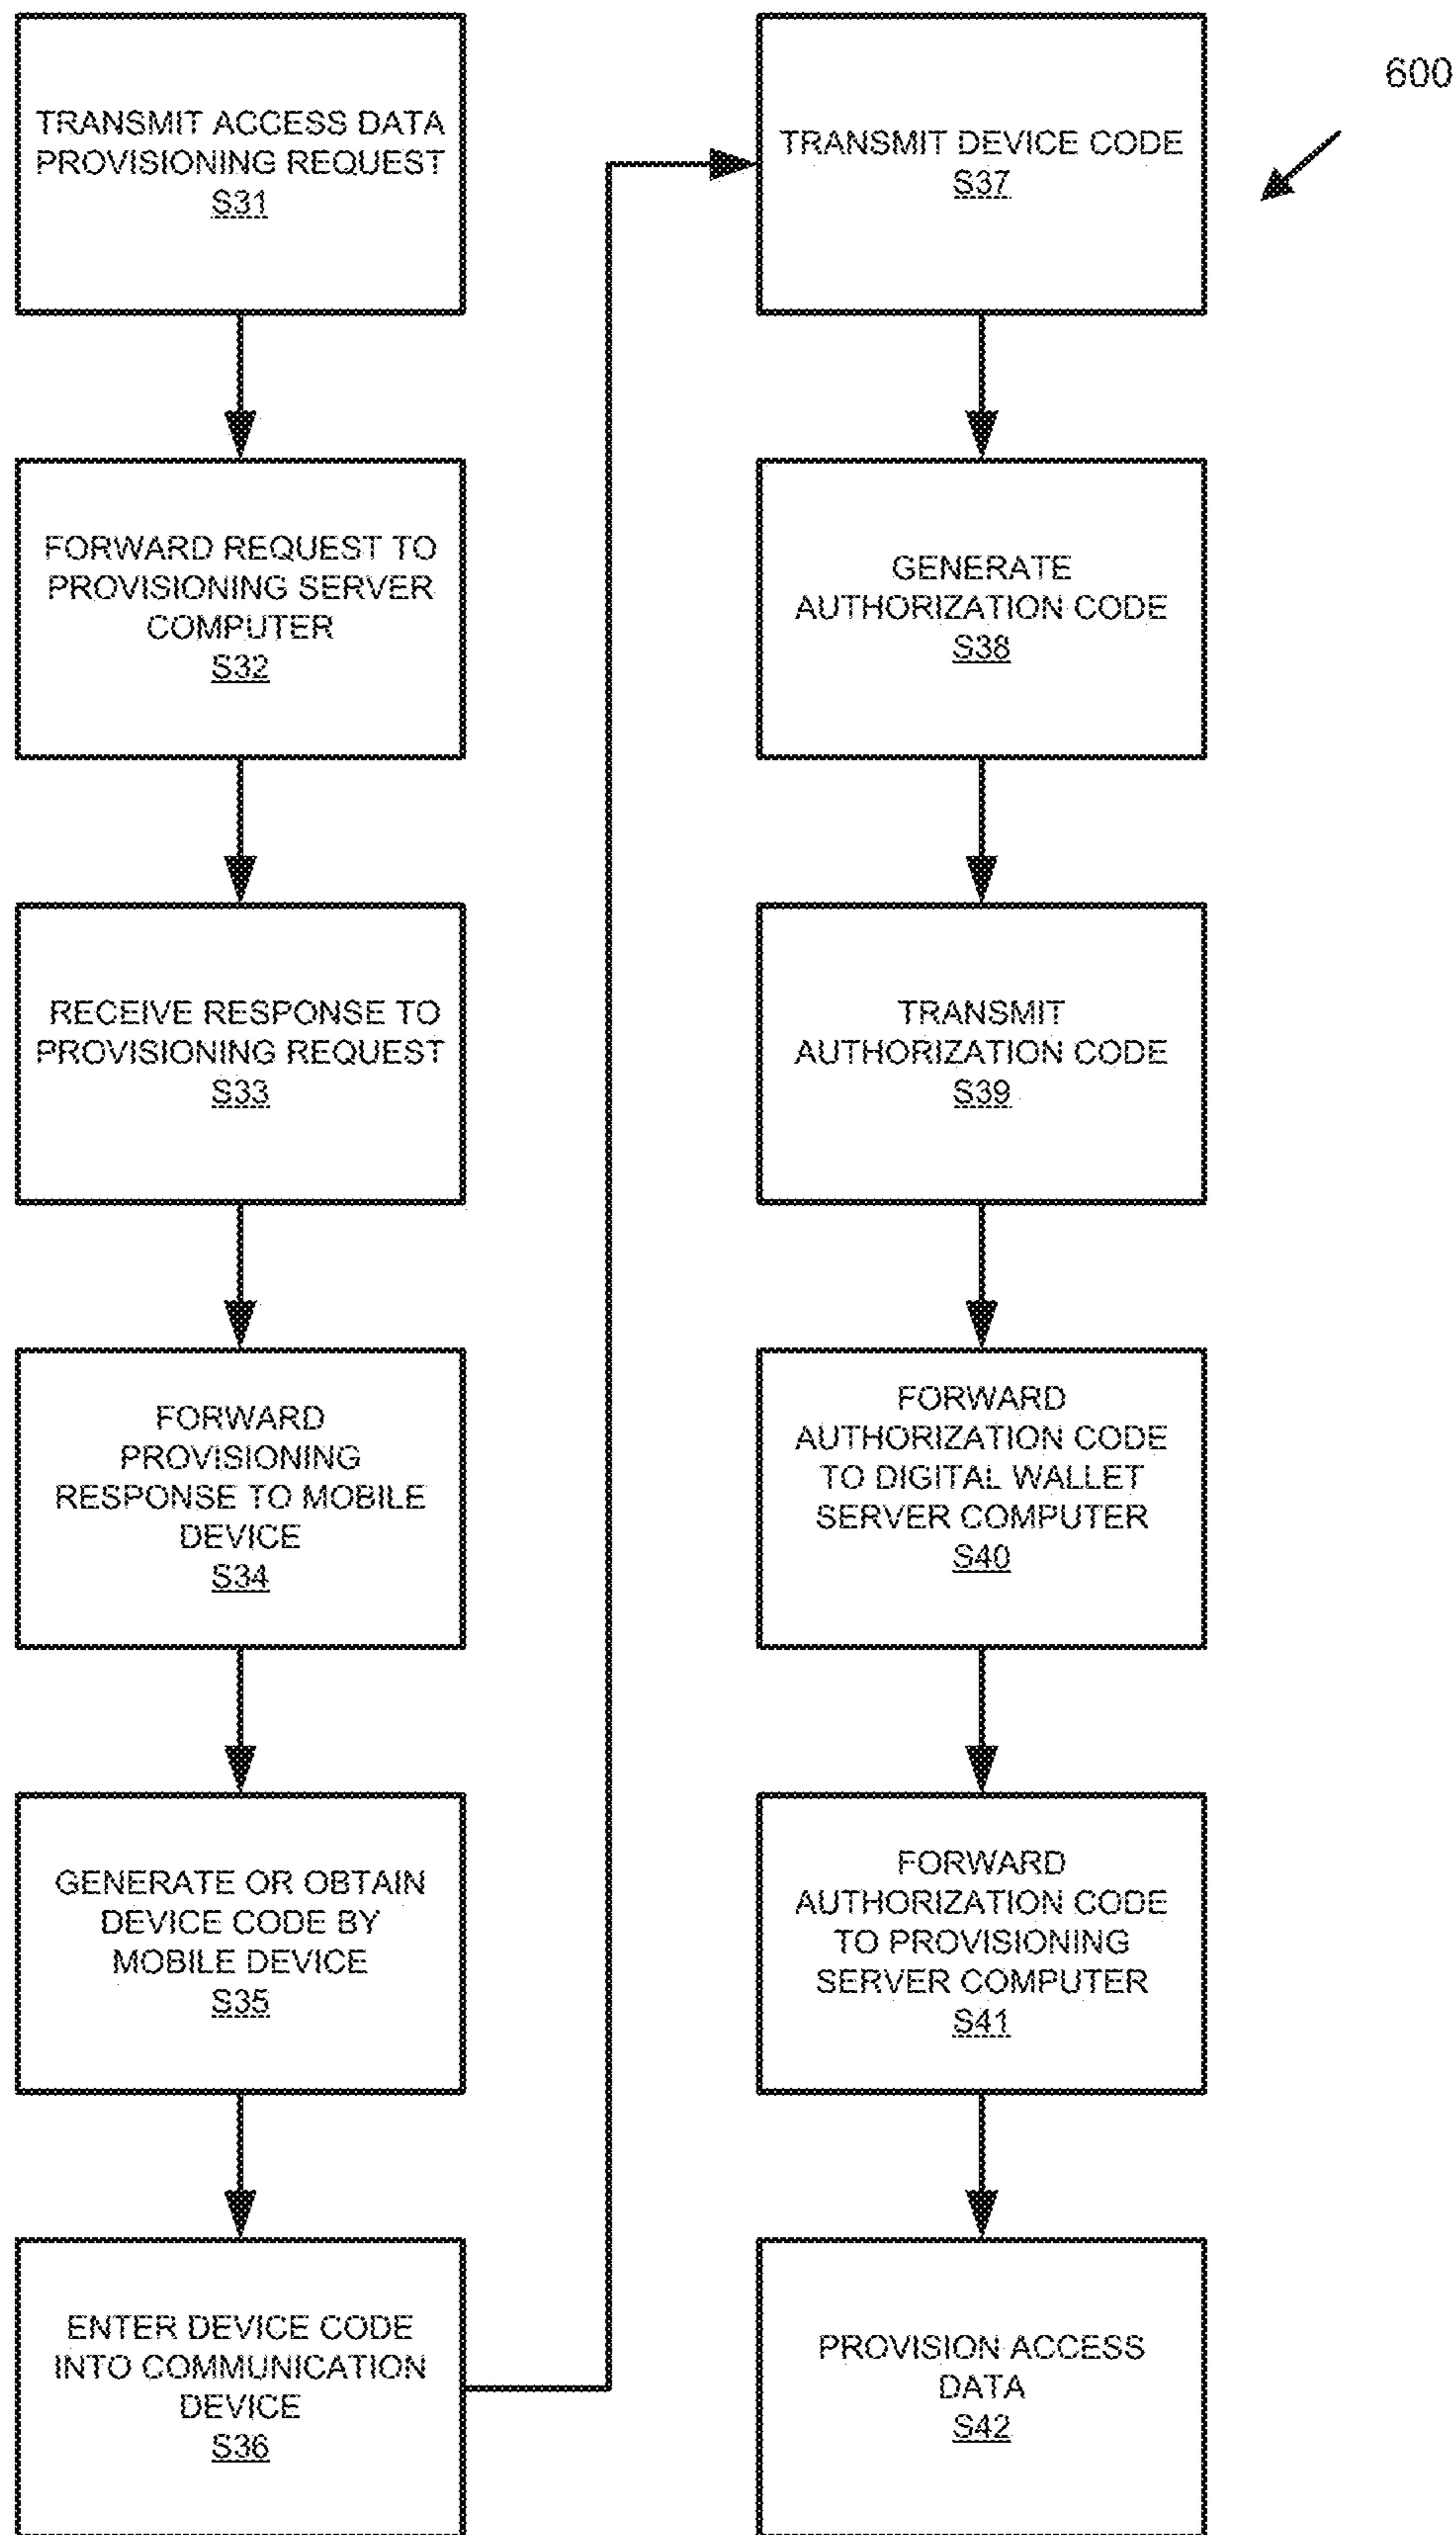 TRANSMIT ACCESS DATA
PROVISIONING REQUEST
S31
FORWARD REQUEST TO
PROVISIONING SERVER
COMPUTER
S32
RECEIVE RESPONSE TO
PROVISIONING REQUEST
S33
FORWARD
PROVISIONING
RESPONSE TO MOBILE
DEVICE
S34
GENERATE OR OBTAIN
DEVICE CODE BY
MOBILE DEVICE
S35
ENTER DEVICE CODE
INTO COMMUNICATION
DEVICE
S36
TRANSMIT DEVICE CODE
S37
GENERATE
AUTHORIZATION CODE
S38
TRANSMIT
AUTHORIZATION CODE
S39
FORWARD
AUTHORIZATION CODE
TO DIGITAL WALLET
SERVER COMPUTER
S40
FORWARD
AUTHORIZATION CODE
TO PROVISIONING
SERVER COMPUTER
S41
PROVISION ACCESS
DATA
S42
600